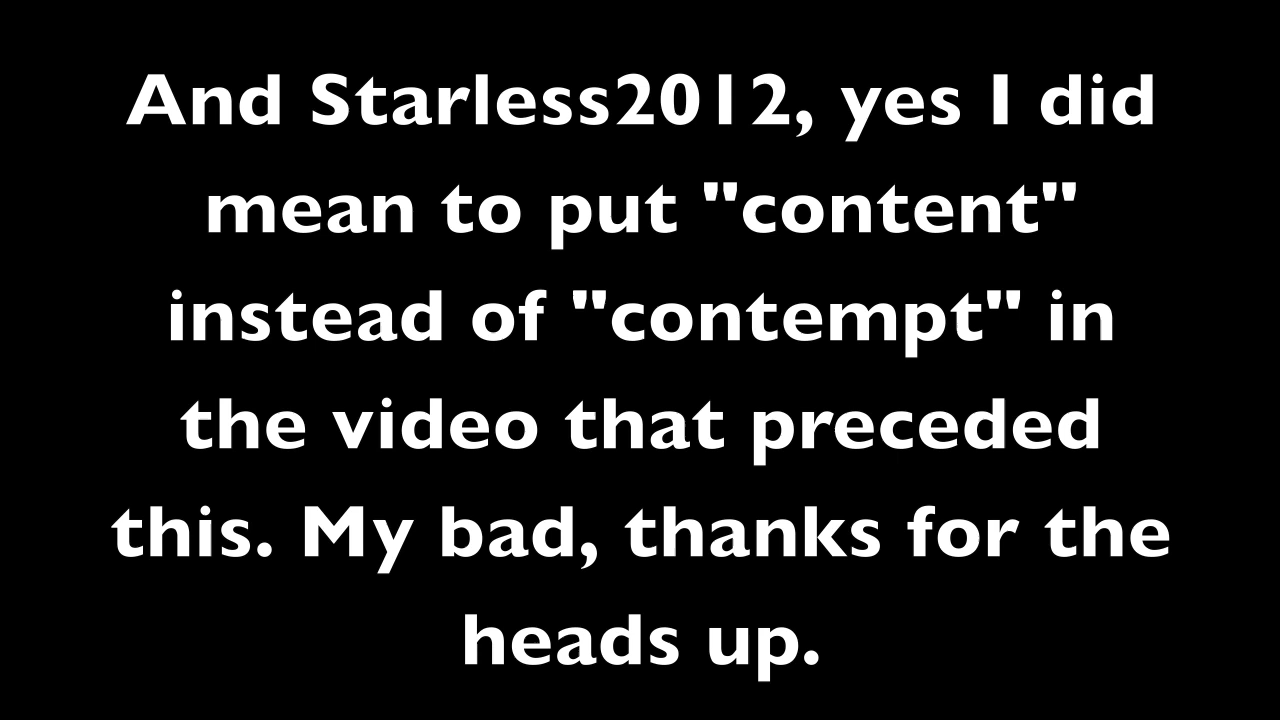 And Starless2012, yes I did
mean to put "content"
instead of "contempt" in
the video that preceded
this. My bad, thanks for the
heads up.